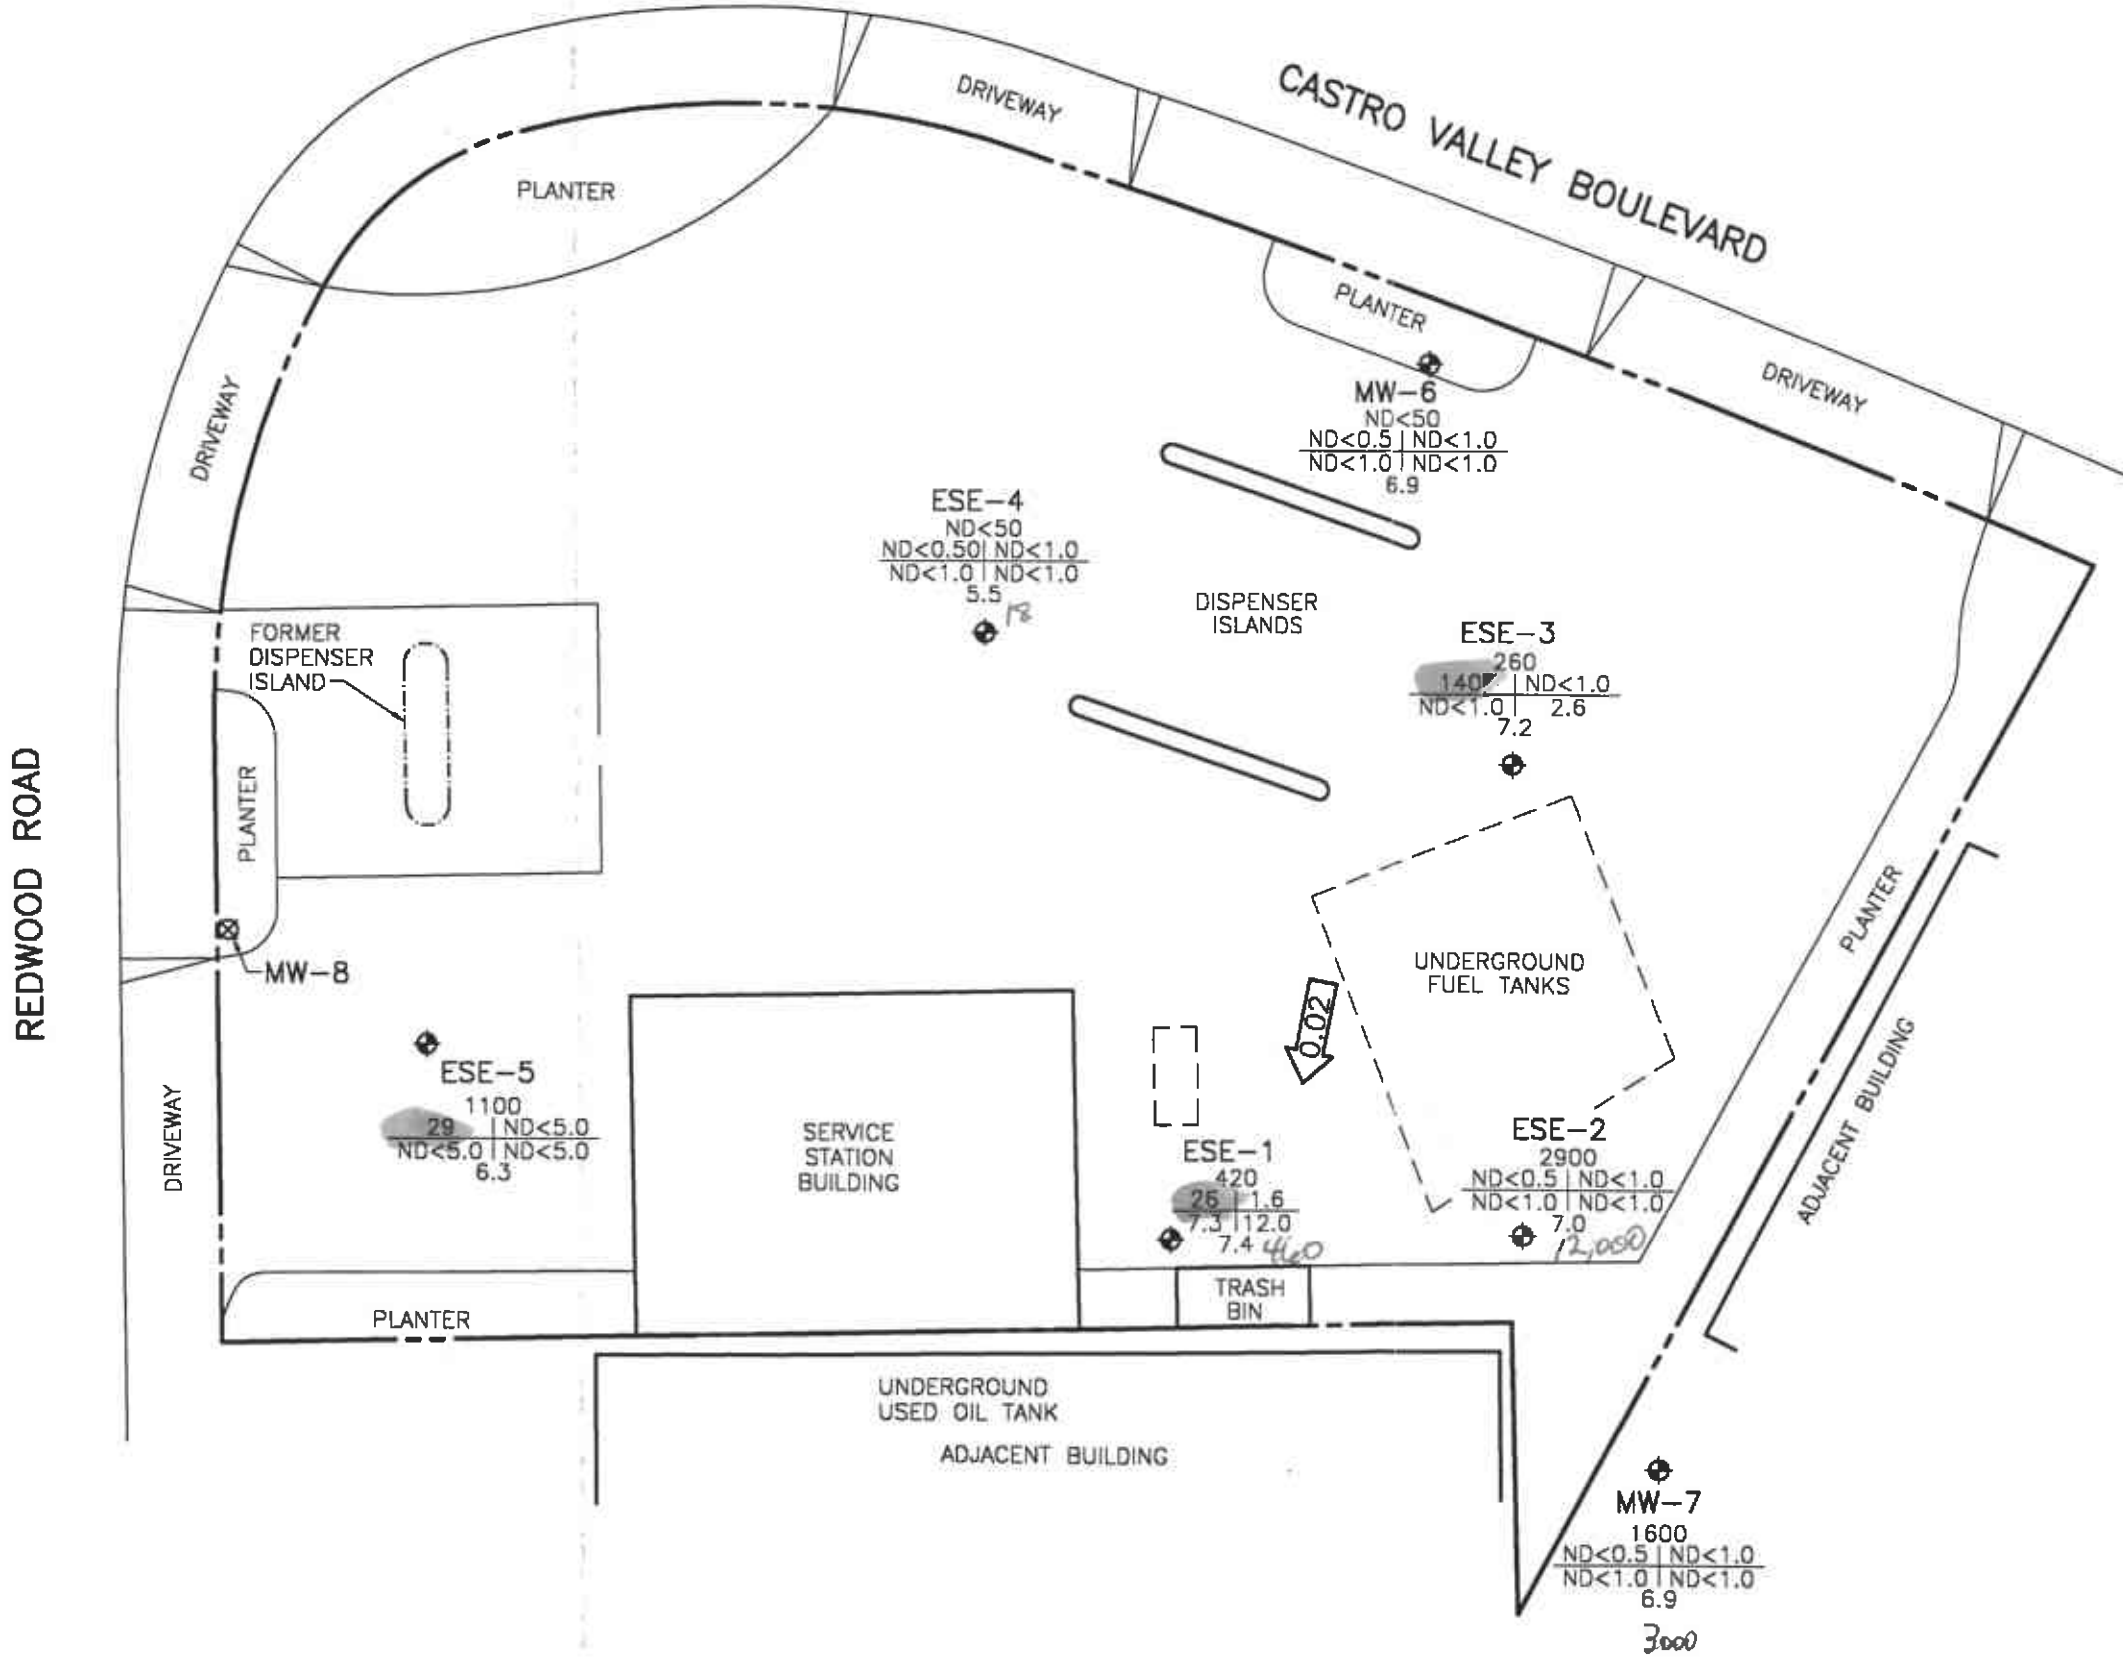 CASTRO VALLEY BOULEVARD
DRIVEWAY
PLANTER
PLANTER
DRIVEWAY
DRIVEWAY
MW-6
ND<50
ND<0.5 | ND<1.0
ND<1.0 | ND<1.0
6.9
ESE-4
ND<50
ND<0.50 | ND<1.0
ND<1.0 | ND<1.0
5.5
18
DISPENSER
ISLANDS
ESE-3
260
140 | ND<1.0
ND<1.0 | 2.6
7.2
FORMER
DISPENSER
ISLAND
PLANTER
REDWOOD ROAD
MW-8
UNDERGROUND
FUEL TANKS
PLANTER
0.02
ADJACENT BUILDING
ESE-5
1100
29 | ND<5.0
ND<5.0 | ND<5.0
6.3
DRIVEWAY
SERVICE
STATION
BUILDING
ESE-1
420
26 | 1.6
7.3 | 12.0
7.4
460
ESE-2
2900
ND<0.5 | ND<1.0
ND<1.0 | ND<1.0
7.0
12,000
PLANTER
TRASH
BIN
UNDERGROUND
USED OIL TANK
ADJACENT BUILDING
MW-7
1600
ND<0.5 | ND<1.0
ND<1.0 | ND<1.0
6.9
3000